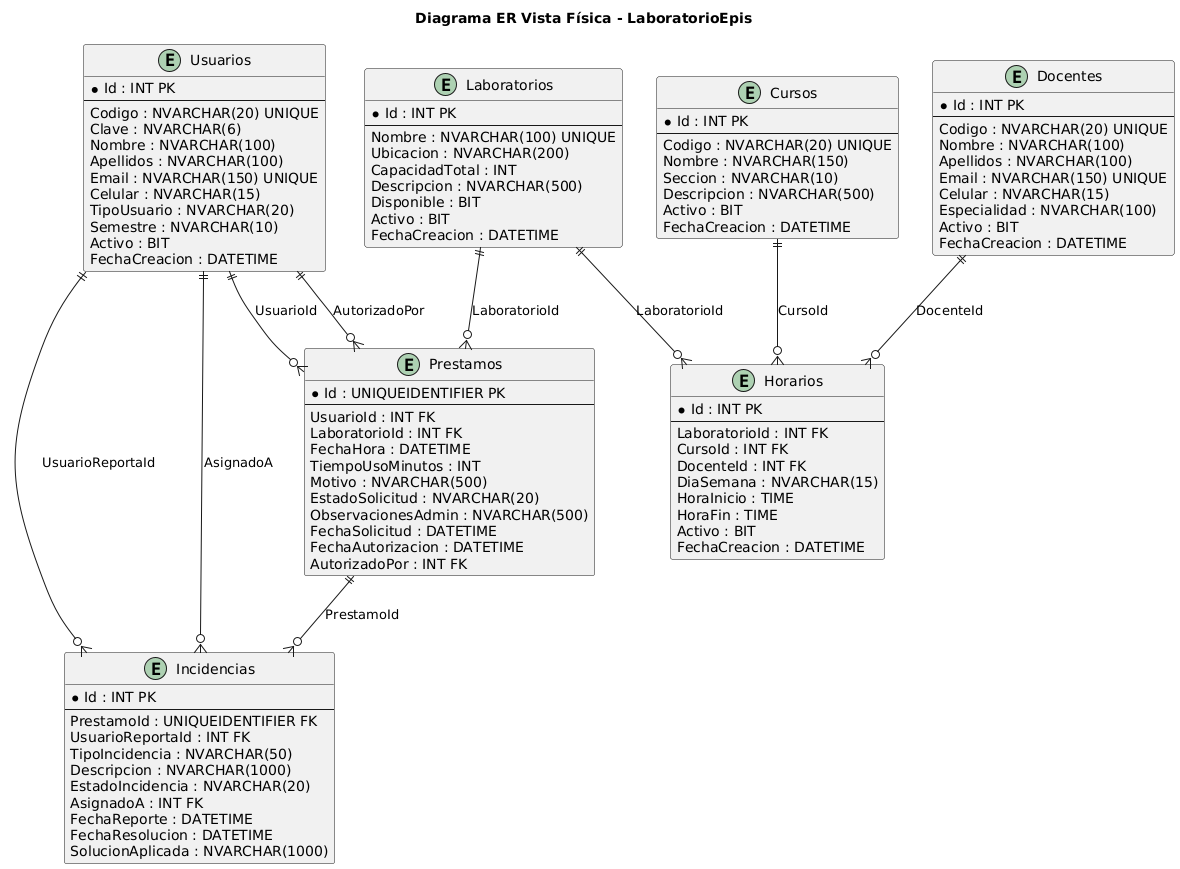 Diagrama ER Vista Física - LaboratorioEpis
E Usuarios
Id : INT PK
Codigo : NVARCHAR(20) UNIQUE
Clave : NVARCHAR(6)
Nombre : NVARCHAR(100)
Apellidos : NVARCHAR(100)
Email : NVARCHAR(150) UNIQUE
Celular : NVARCHAR(15)
TipoUsuario : NVARCHAR(20)
Semestre : NVARCHAR(10)
Activo : BIT
FechaCreacion : DATETIME
E Laboratorios
Id : INT PK
Nombre : NVARCHAR(100) UNIQUE
Ubicacion : NVARCHAR(200)
CapacidadTotal : INT
Descripcion : NVARCHAR(500)
Disponible : BIT
Activo : BIT
FechaCreacion : DATETIME
E Cursos
Id : INT PK
Codigo : NVARCHAR(20) UNIQUE
Nombre : NVARCHAR(150)
Seccion : NVARCHAR(10)
Descripcion : NVARCHAR(500)
Activo : BIT
FechaCreacion : DATETIME
E Docentes
Id : INT PK
Codigo : NVARCHAR(20) UNIQUE
Nombre : NVARCHAR(100)
Apellidos : NVARCHAR(100)
Email : NVARCHAR(150) UNIQUE
Celular : NVARCHAR(15)
Especialidad : NVARCHAR(100)
Activo : BIT
FechaCreacion : DATETIME
UsuarioId
AutorizadoPor
LaboratorioId
LaboratorioId
CursoId
DocenteId
E Prestamos
Id : UNIQUEIDENTIFIER PK
UsuarioId : INT FK
LaboratorioId : INT FK
FechaHora : DATETIME
TiempoUsoMinutos : INT
Motivo : NVARCHAR(500)
EstadoSolicitud : NVARCHAR(20)
ObservacionesAdmin : NVARCHAR(500)
FechaSolicitud : DATETIME
FechaAutorizacion : DATETIME
AutorizadoPor : INT FK
E Horarios
Id : INT PK
LaboratorioId : INT FK
CursoId : INT FK
DocenteId : INT FK
DiaSemana : NVARCHAR(15)
HoraInicio : TIME
HoraFin : TIME
Activo : BIT
FechaCreacion : DATETIME
UsuarioReportaId
AsignadoA
PrestamoId
E Incidencias
Id : INT PK
PrestamoId : UNIQUEIDENTIFIER FK
UsuarioReportaId : INT FK
TipoIncidencia : NVARCHAR(50)
Descripcion : NVARCHAR(1000)
EstadoIncidencia : NVARCHAR(20)
AsignadoA : INT FK
FechaReporte : DATETIME
FechaResolucion : DATETIME
SolucionAplicada : NVARCHAR(1000)